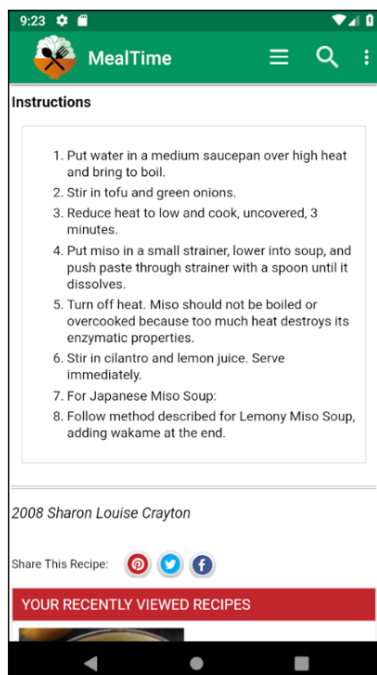 9:23
MealTime
Instructions
1. Put water in a medium saucepan over high heat
and bring to boil.
2. Stir in tofu and green onions.
3. Reduce heat to low and cook, uncovered, 3
minutes.
4. Put miso in a small strainer, lower into soup, and
push paste through strainer with a spoon until it
dissolves.
5. Turn off heat. Miso should not be boiled or
overcooked because too much heat destroys its
enzymatic properties.
6. Stir in cilantro and lemon juice. Serve
immediately.
7. For Japanese Miso Soup:
8. Follow method described for Lemony Miso Soup,
adding wakame at the end.
2008 Sharon Louise Crayton
Share This Recipe:
YOUR RECENTLY VIEWED RECIPES